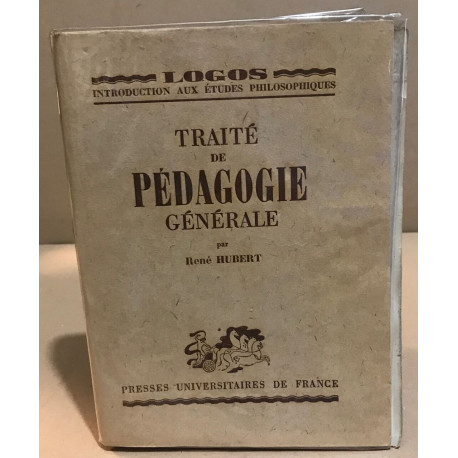 LOGOS
INTRODUCTION AUX ÉTUDES PHILOSOPHIQUES
TRAITÉ
DE
PÉDAGOGIE
GÉNÉRALE
par
René HUBERT
PRESSES UNIVERSITAIRES DE FRANCE